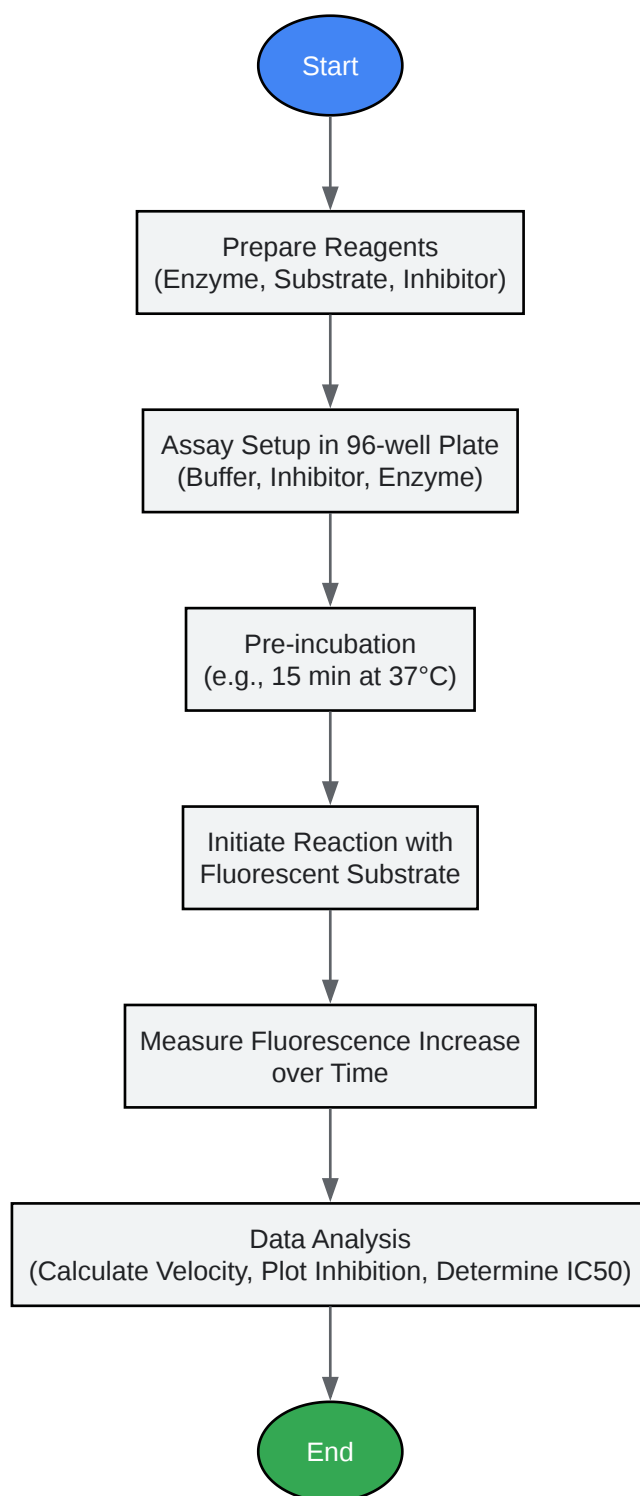 Start
Prepare Reagents
(Enzyme, Substrate, Inhibitor)
Assay Setup in 96-well Plate
(Buffer, Inhibitor, Enzyme)
Pre-incubation
(e.g., 15 min at 37°C)
Initiate Reaction with
Fluorescent Substrate
Measure Fluorescence Increase
over Time
Data Analysis
(Calculate Velocity, Plot Inhibition, Determine IC50)
End